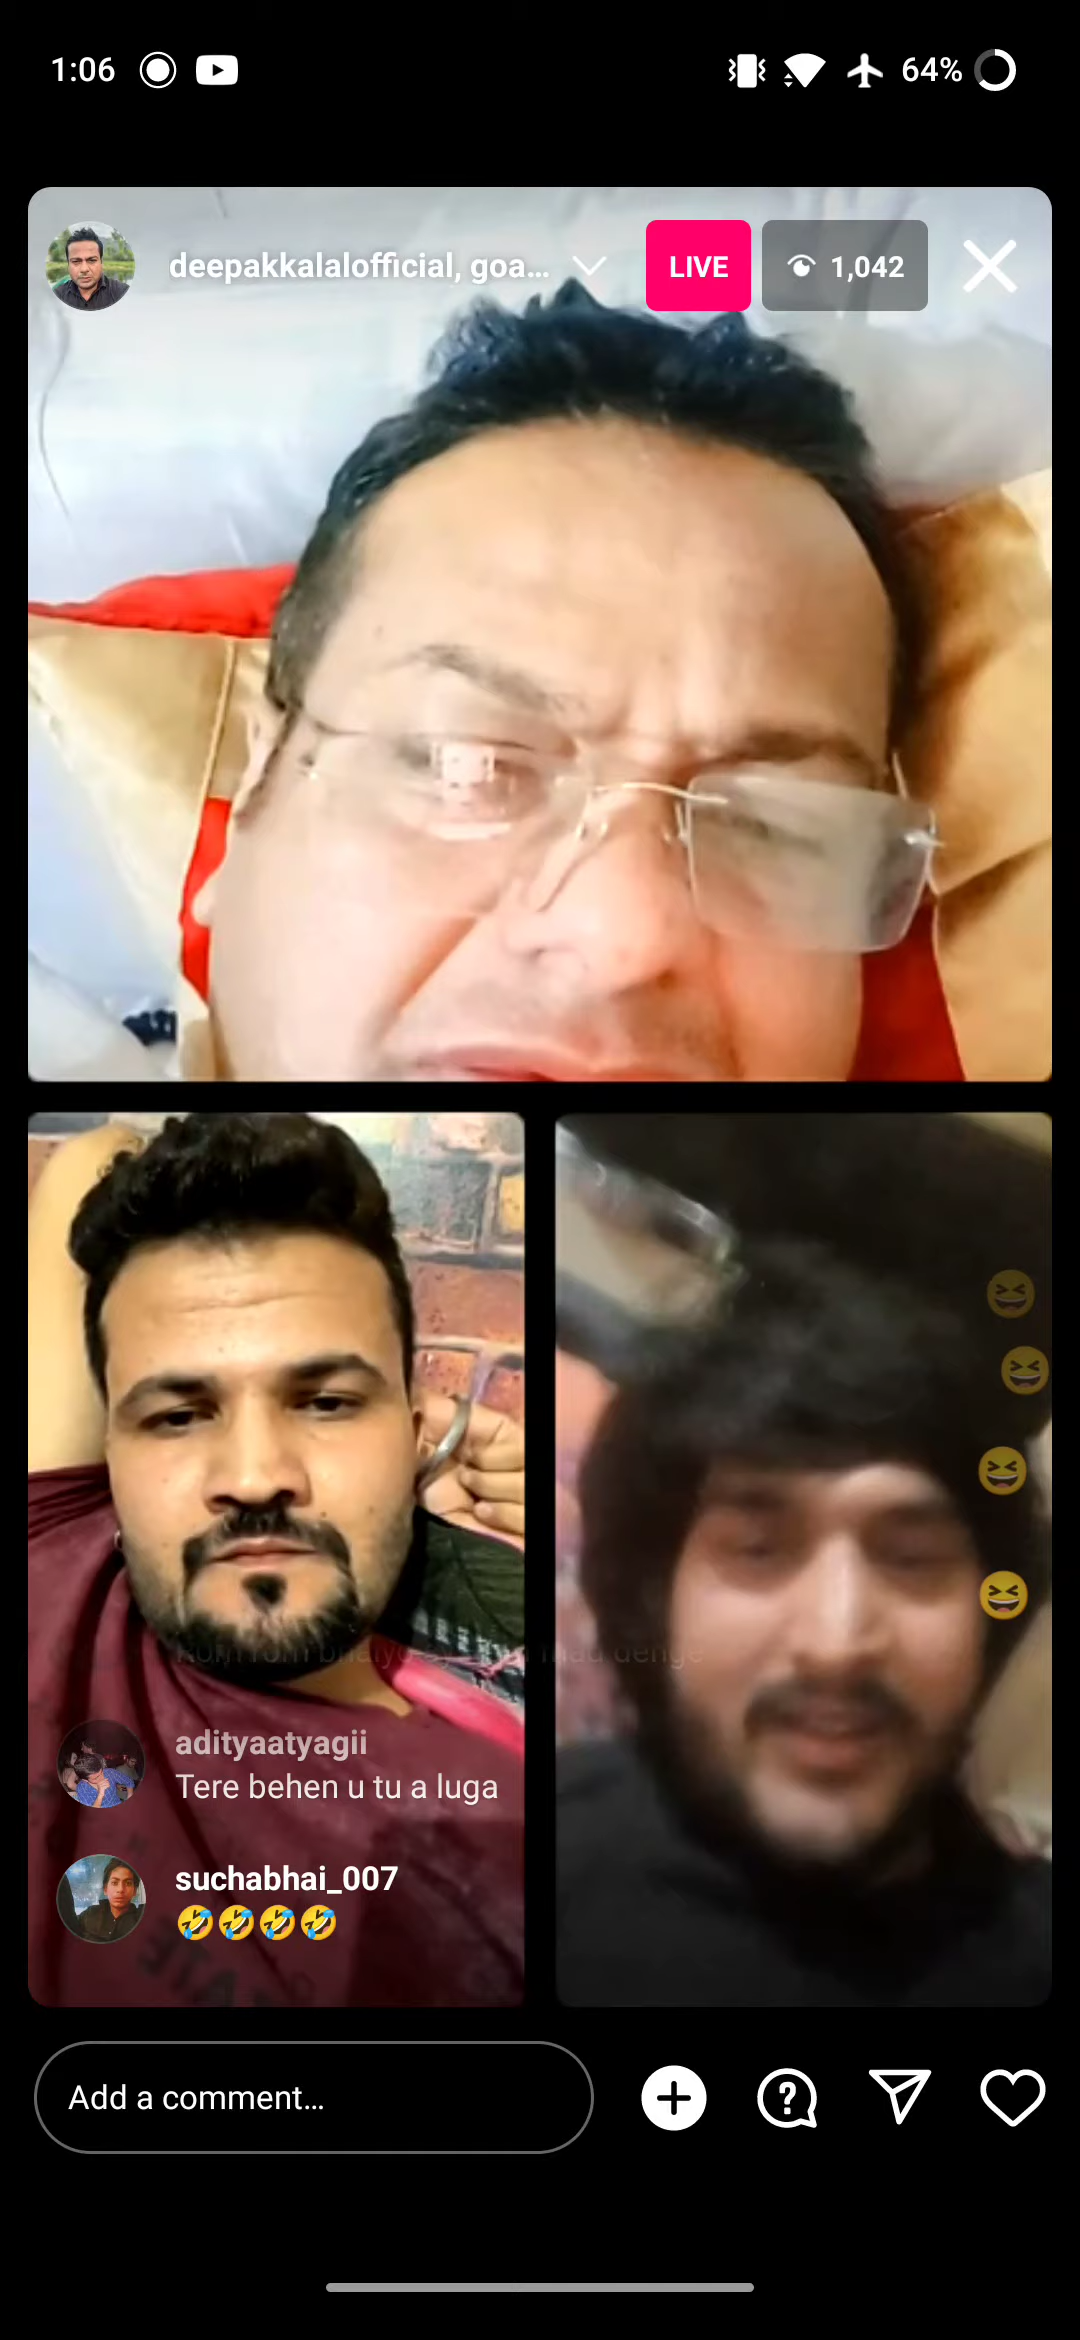 1:06
64%
deepakkalalofficial, goa...
LIVE
1,042
adityaatyagii
Tere behen u tu a luga
suchabhai_007
🤣🤣🤣🤣
Add a comment...